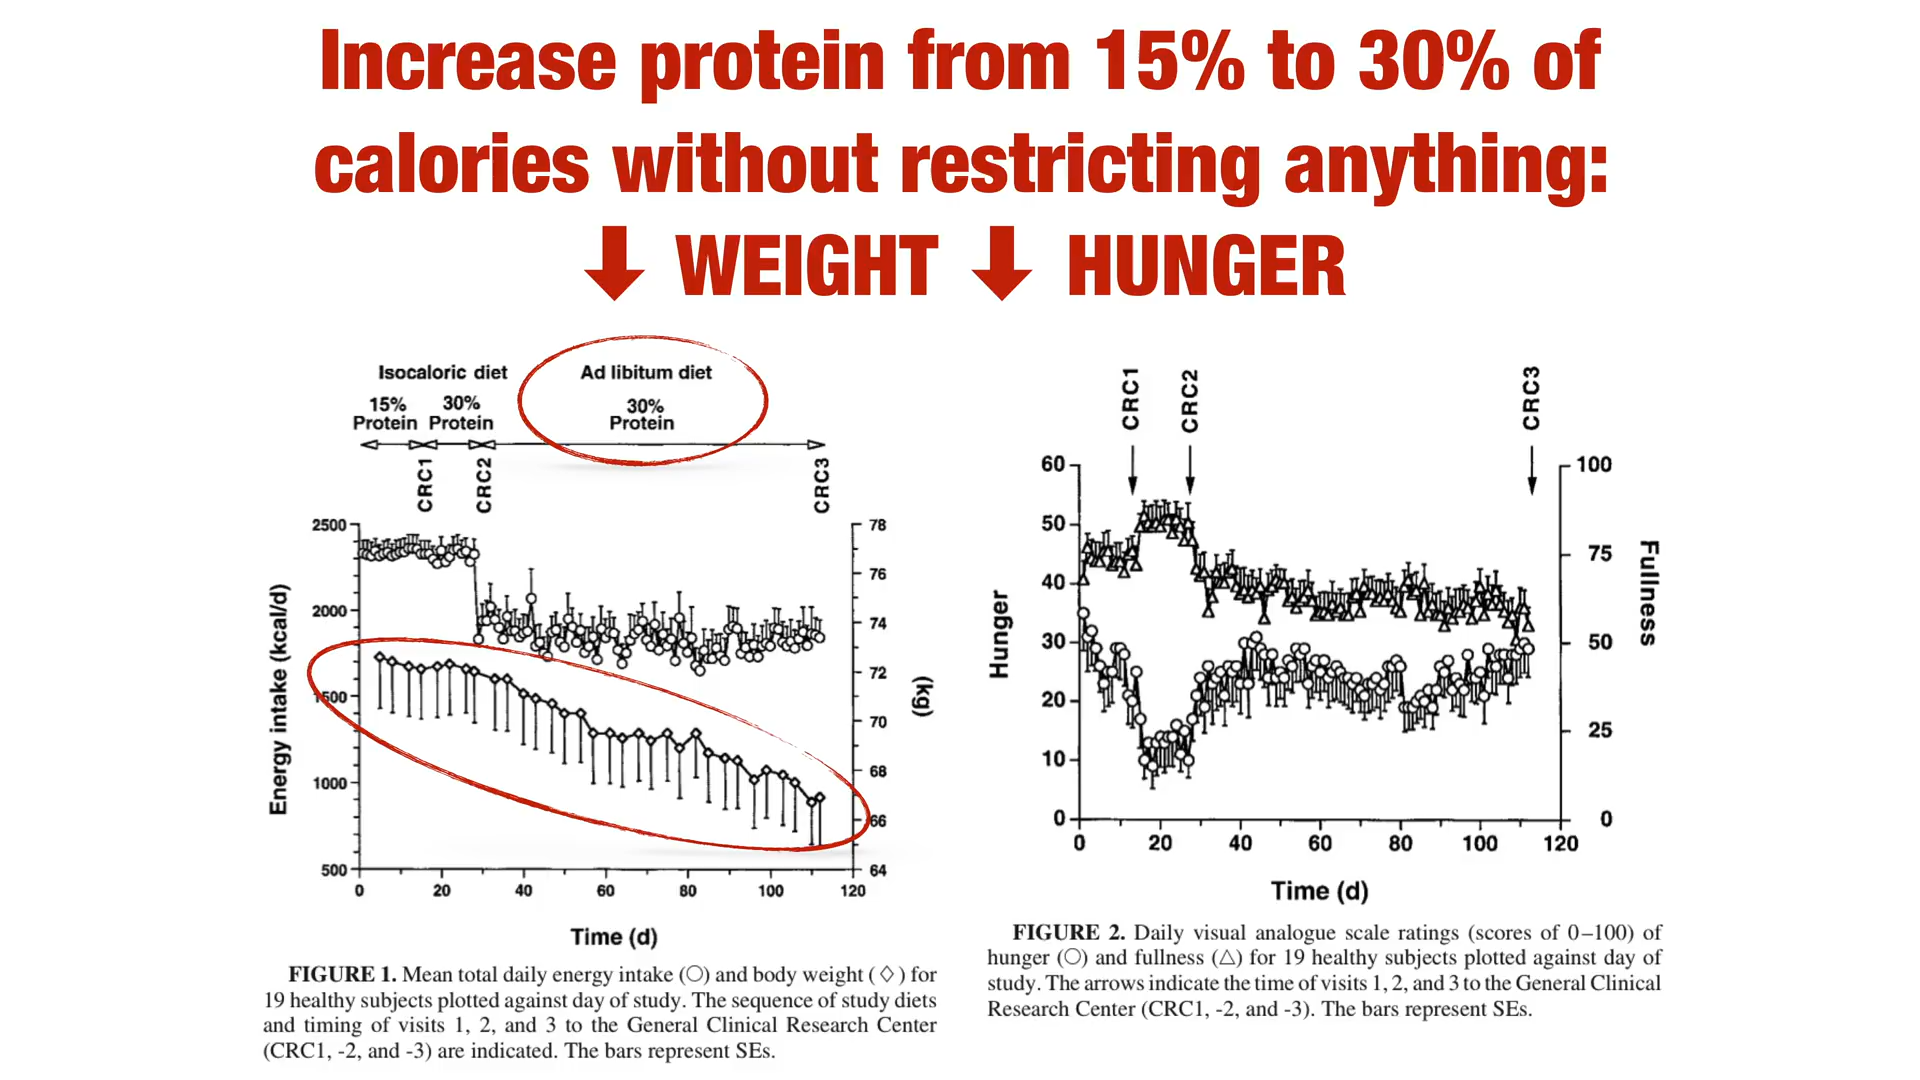 Increase protein from 15% to 30% of
calories without restricting anything:
⬇ WEIGHT ⬇ HUNGER
Isocaloric diet
Ad libitum diet
15%
Protein
30%
Protein
30%
Protein
CRC1
CRC2
CRC3
2500
2000
1500
1000
500
Energy intake (kcal/d)
78
76
74
72
70
68
66
64
(kg)
0 20 40 60 80 100 120
Time (d)
FIGURE 1. Mean total daily energy intake (○) and body weight (◇) for
19 healthy subjects plotted against day of study. The sequence of study diets
and timing of visits 1, 2, and 3 to the General Clinical Research Center
(CRC1, -2, and -3) are indicated. The bars represent SEs.
CRC1
CRC2
CRC3
60
50
40
30
20
10
0
Hunger
100
75
50
25
0
Fullness
0 20 40 60 80 100 120
Time (d)
FIGURE 2. Daily visual analogue scale ratings (scores of 0–100) of
hunger (○) and fullness (△) for 19 healthy subjects plotted against day of
study. The arrows indicate the time of visits 1, 2, and 3 to the General Clinical
Research Center (CRC1, -2, and -3). The bars represent SEs.